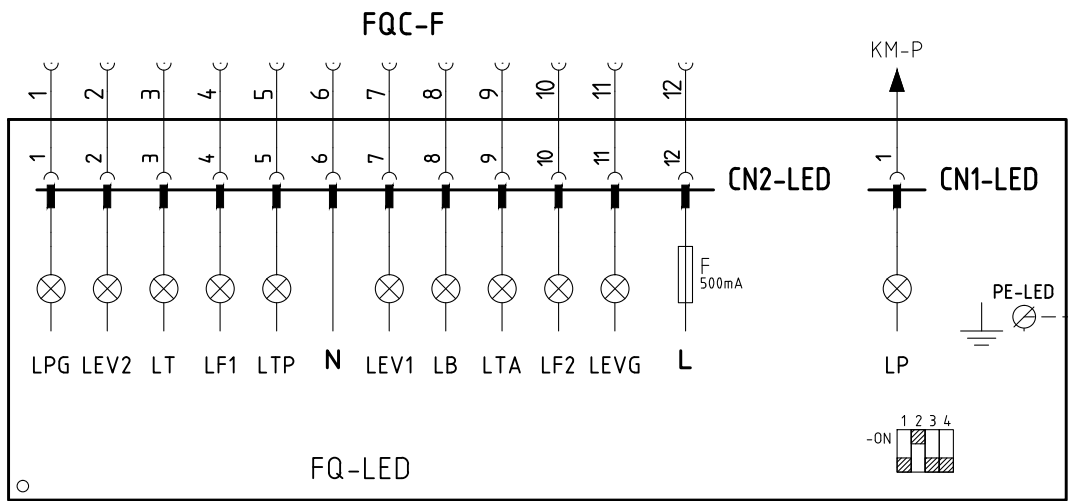 FQC-F
KM-P
1 2 3 4 5 6 7 8 9 10 11 12
1 2 3 4 5 6 7 8 9 10 11 12 1
CN2-LED CN1-LED
F
500mA
PE-LED
LPG LEV2 LT LF1 LTP N LEV1 LB LTA LF2 LEVG L LP
1 2 3 4
-ON
FQ-LED